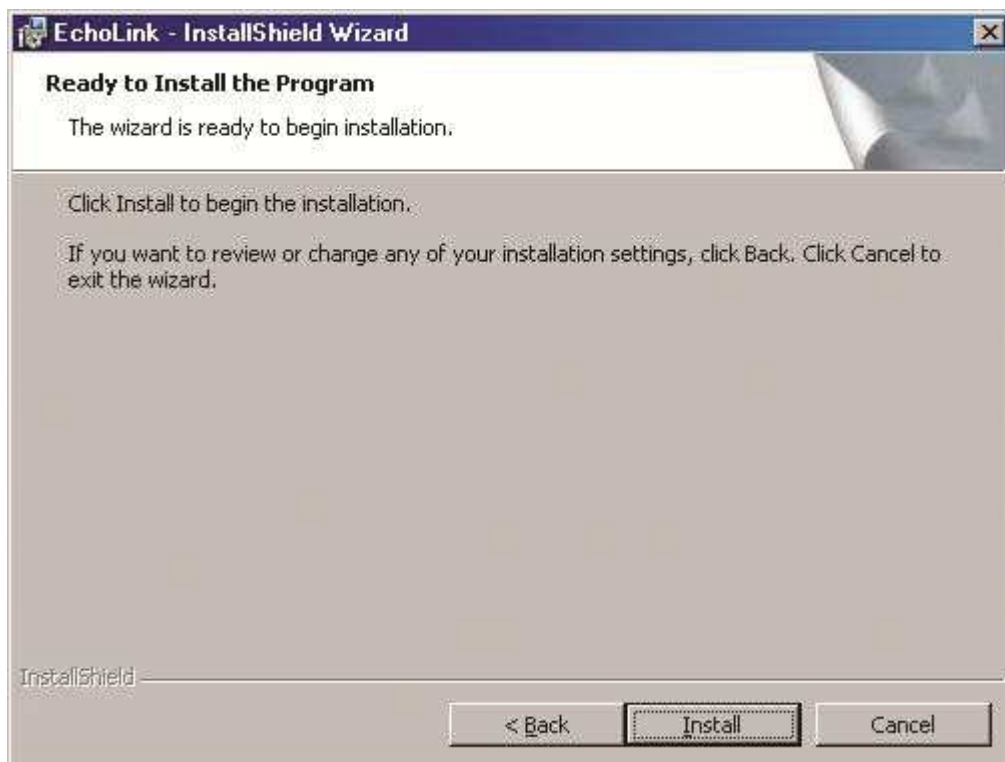 EchoLink - InstallShield Wizard
Ready to Install the Program
The wizard is ready to begin installation.
Click Install to begin the installation.
If you want to review or change any of your installation settings, click Back. Click Cancel to
exit the wizard.
InstallShield
< Back Install Cancel